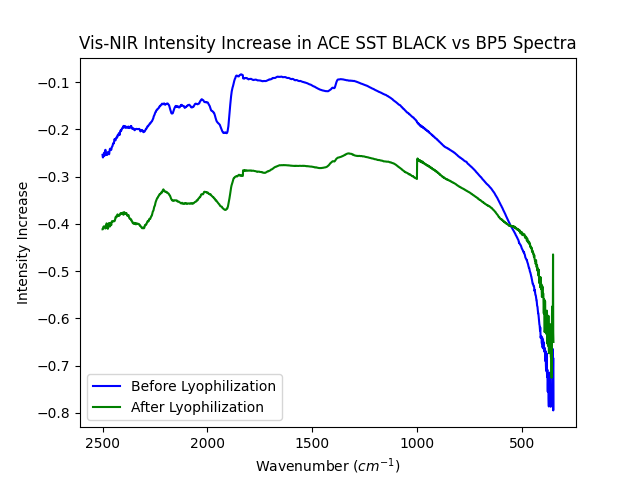 Vis-NIR Intensity Increase in ACE SST BLACK vs BP5 Spectra
−0.1
−0.2
−0.3
−0.4
−0.5
−0.6
−0.7
−0.8
Intensity Increase
Before Lyophilization
After Lyophilization
2500 2000 1500 1000 500
Wavenumber (cm⁻¹)